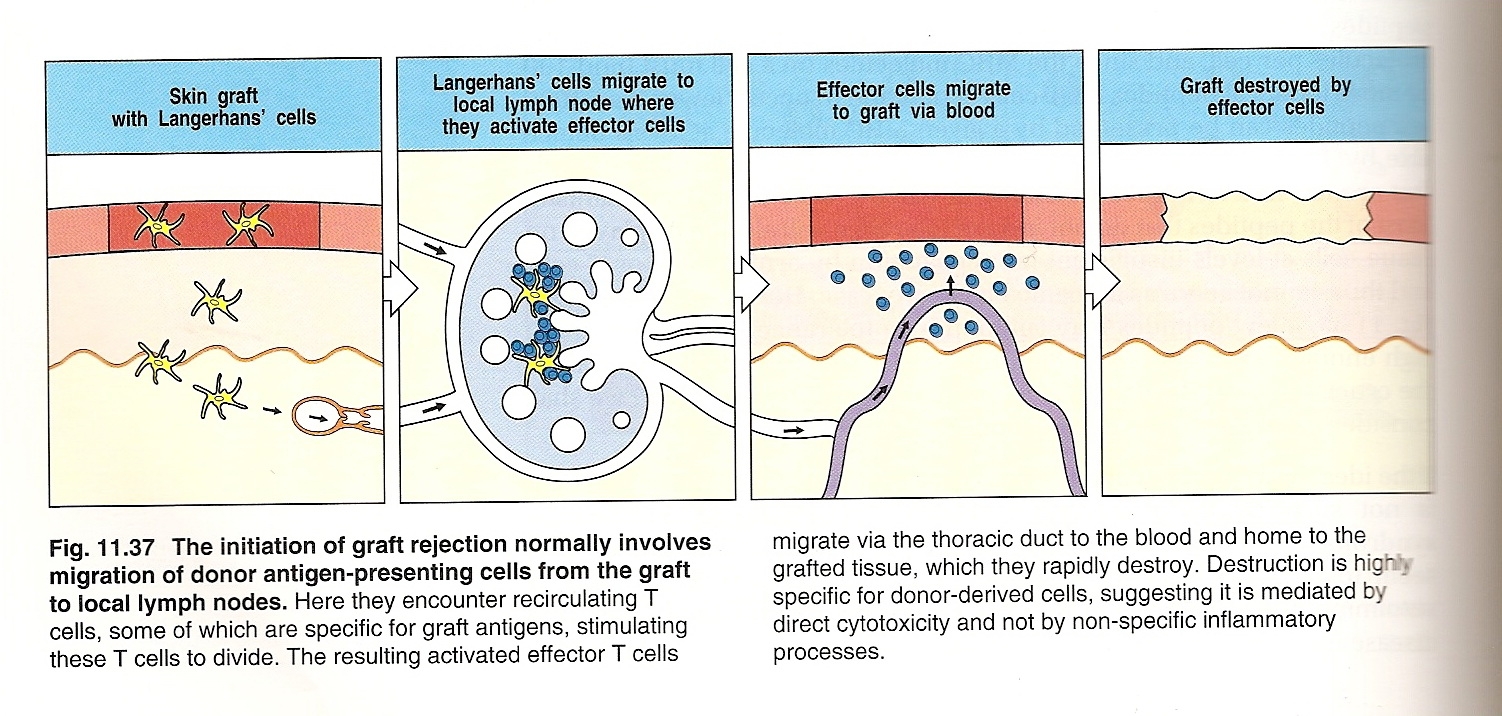 Skin graft
with Langerhans' cells
Langerhans' cells migrate to
local lymph node where
they activate effector cells
Effector cells migrate
to graft via blood
Graft destroyed by
effector cells
Fig. 11.37 The initiation of graft rejection normally involves
migration of donor antigen-presenting cells from the graft
to local lymph nodes. Here they encounter recirculating T
cells, some of which are specific for graft antigens, stimulating
these T cells to divide. The resulting activated effector T cells
migrate via the thoracic duct to the blood and home to the
grafted tissue, which they rapidly destroy. Destruction is highly
specific for donor-derived cells, suggesting it is mediated by
direct cytotoxicity and not by non-specific inflammatory
processes.